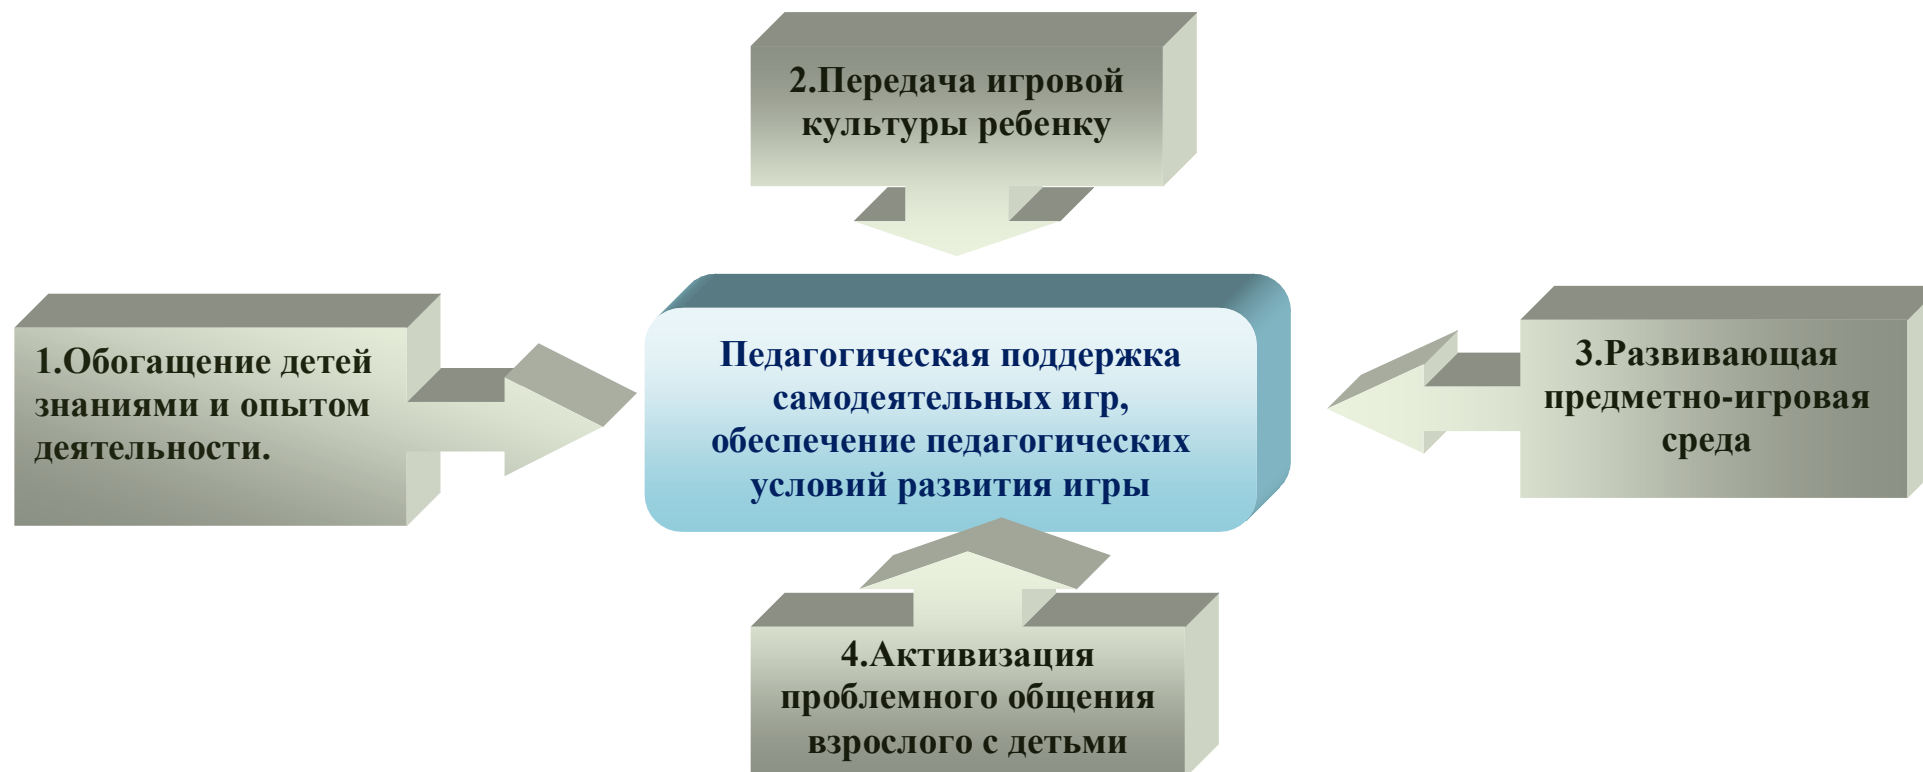 2.Передача игровой
культуры ребенку
1.Обогащение детей
знаниями и опытом
деятельности.
Педагогическая поддержка
самодеятельных игр,
обеспечение педагогических
условий развития игры
3.Развивающая
предметно-игровая
среда
4.Активизация
проблемного общения
взрослого с детьми